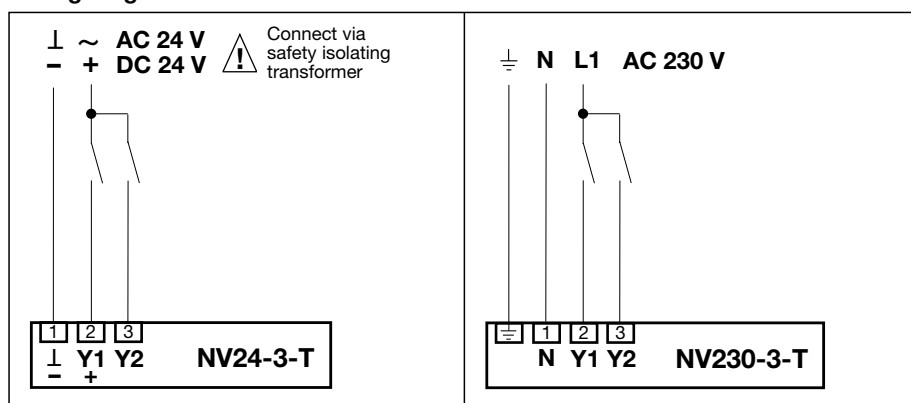 ⊥ ~ AC 24 V
− + DC 24 V
Connect via
safety isolating
transformer
1 2 3
⊥ Y1 Y2 NV24-3-T
− +
⏚ N L1 AC 230 V
⏚ 1 2 3
N Y1 Y2 NV230-3-T